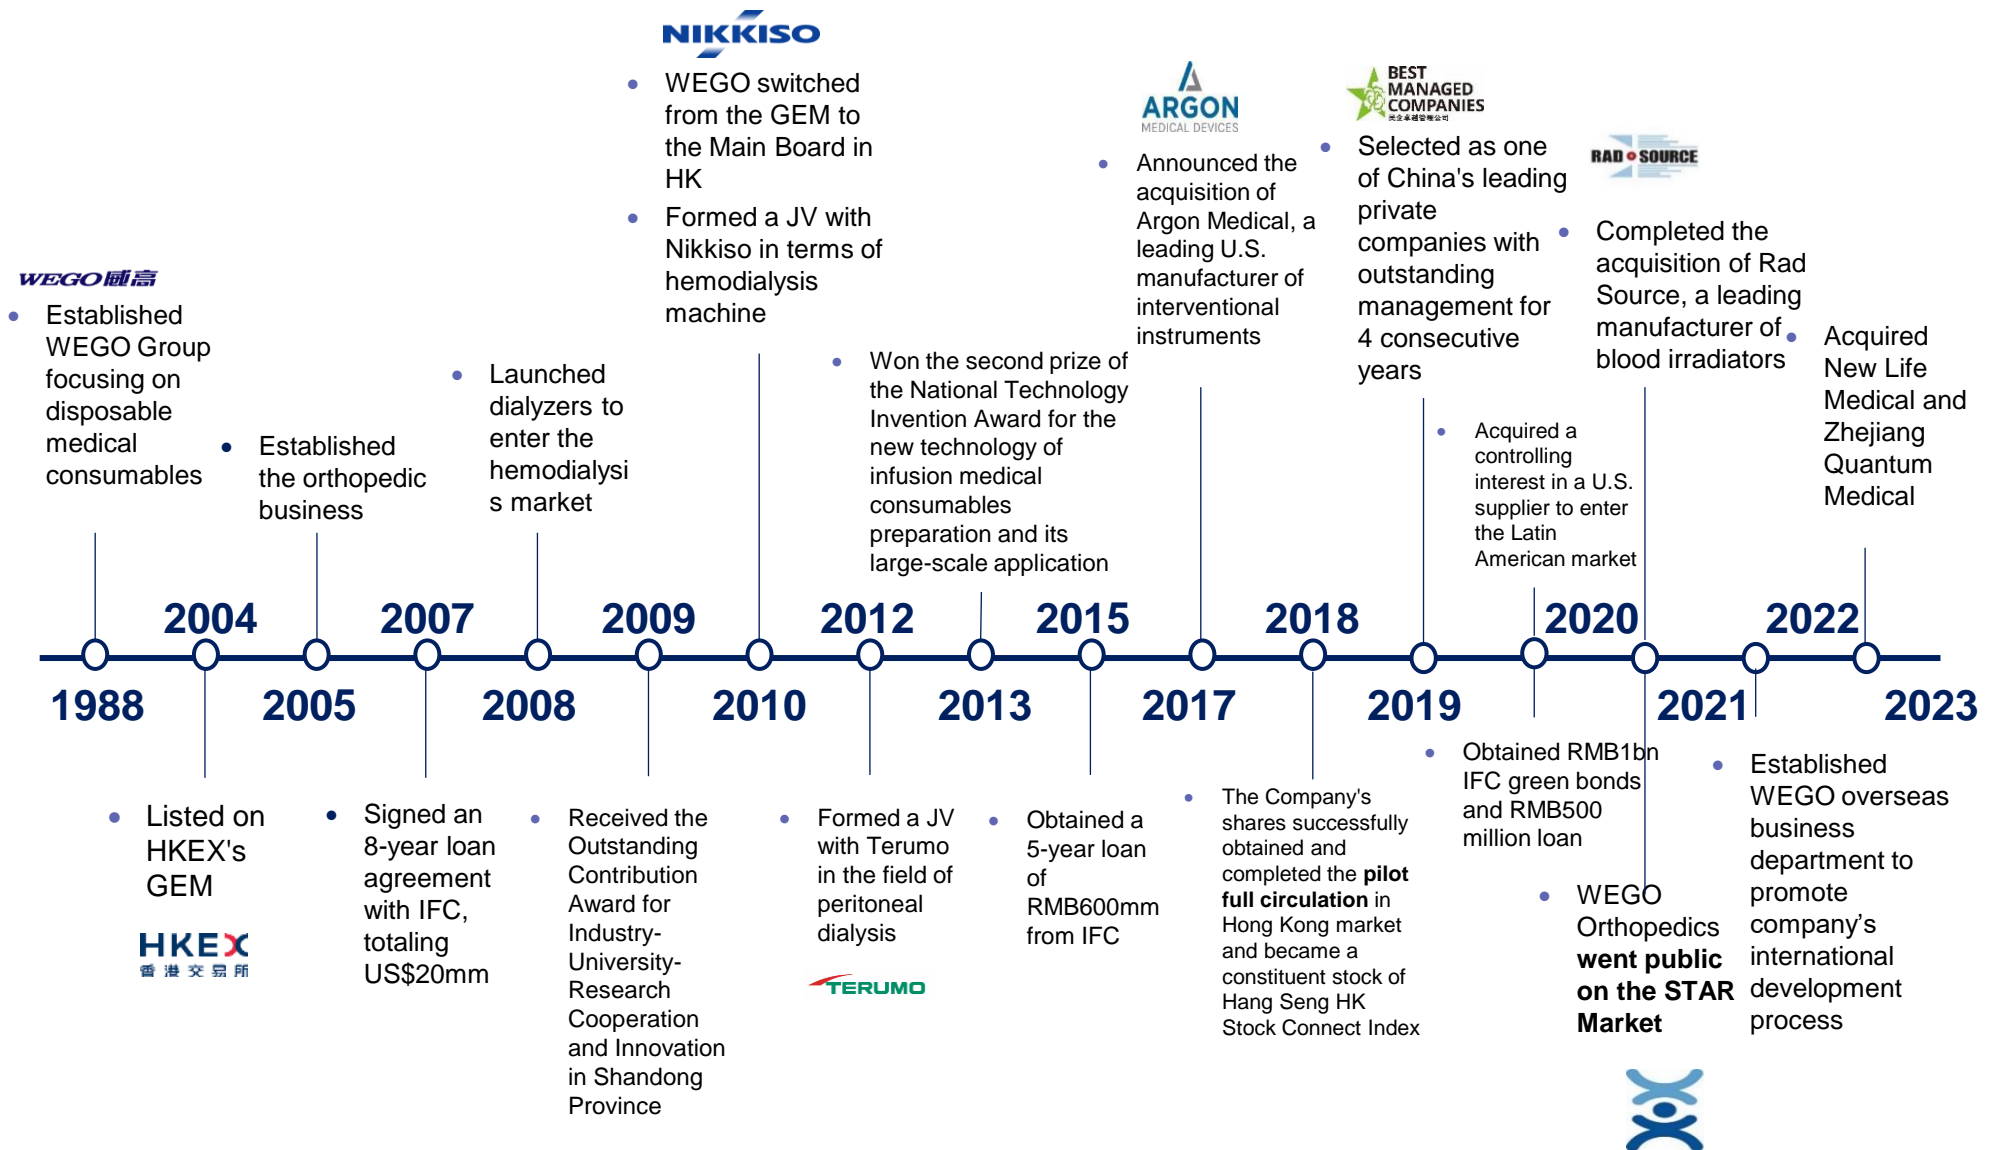 NIKKISO
WEGO switched
from the GEM to
the Main Board in
HK
Formed a JV with
Nikkiso in terms of
hemodialysis
machine
ARGON
MEDICAL DEVICES
Announced the
acquisition of
Argon Medical, a
leading U.S.
manufacturer of
interventional
instruments
BEST
MANAGED
COMPANIES
民企卓越管理公司
Selected as one
of China's leading
private
companies with
outstanding
management for
4 consecutive
years
RAD SOURCE
Completed the
acquisition of Rad
Source, a leading
manufacturer of
blood irradiators
WEGO威高
Established
WEGO Group
focusing on
disposable
medical
consumables
Established
the orthopedic
business
Launched
dialyzers to
enter the
hemodialysi
s market
Won the second prize of
the National Technology
Invention Award for the
new technology of
infusion medical
consumables
preparation and its
large-scale application
Acquired a
controlling
interest in a U.S.
supplier to enter
the Latin
American market
Acquired
New Life
Medical and
Zhejiang
Quantum
Medical
2004
2007
2009
2012
2015
2018
2020
2022
1988
2005
2008
2010
2013
2017
2019
2021
2023
Listed on
HKEX's
GEM
HKEX
香港交易所
Signed an
8-year loan
agreement
with IFC,
totaling
US$20mm
Received the
Outstanding
Contribution
Award for
Industry-
University-
Research
Cooperation
and Innovation
in Shandong
Province
Formed a JV
with Terumo
in the field of
peritoneal
dialysis
TERUMO
Obtained a
5-year loan
of
RMB600mm
from IFC
The Company's
shares successfully
obtained and
completed the pilot
full circulation in
Hong Kong market
and became a
constituent stock of
Hang Seng HK
Stock Connect Index
Obtained RMB1bn
IFC green bonds
and RMB500
million loan
WEGO
Orthopedics
went public
on the STAR
Market
Established
WEGO overseas
business
department to
promote
company’s
international
development
process